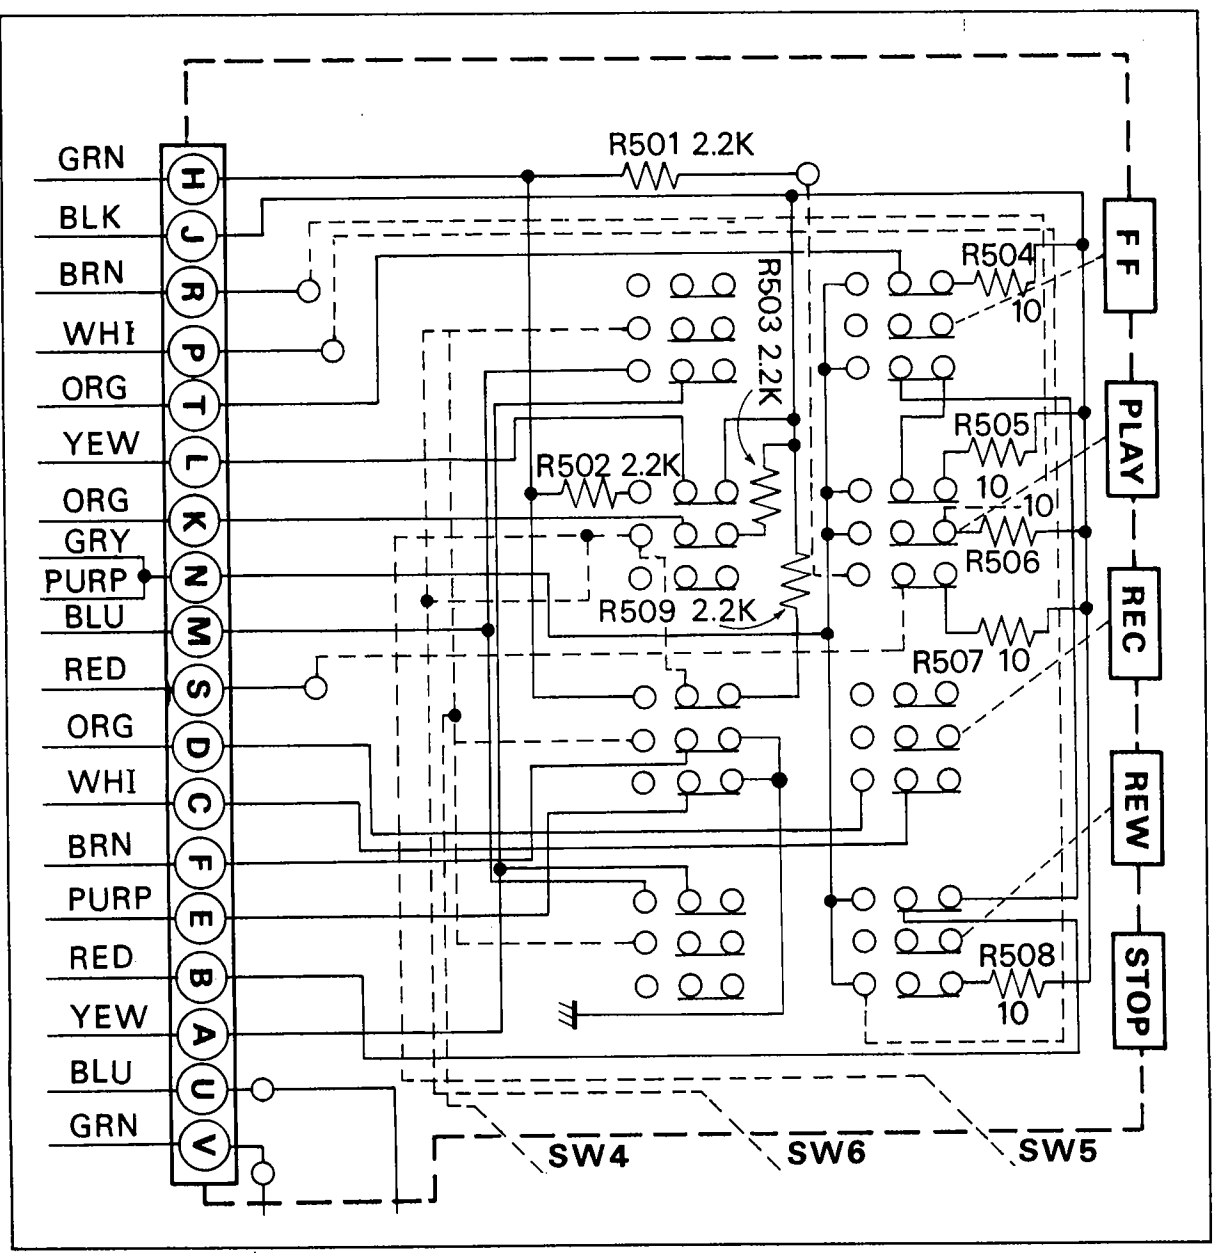 GRN H
R501 2.2K
BLK J
BRN R
WHI P
ORG T
YEW L
ORG K
GRY
PURP N
BLU M
RED S
ORG D
WHI C
BRN F
PURP E
RED B
YEW A
BLU U
GRN V
R503 2.2K
R504
10
R502 2.2K
R505
10
10
R506
R509 2.2K
R507 10
R508
10
FF
PLAY
REC
REW
STOP
SW4
SW6
SW5